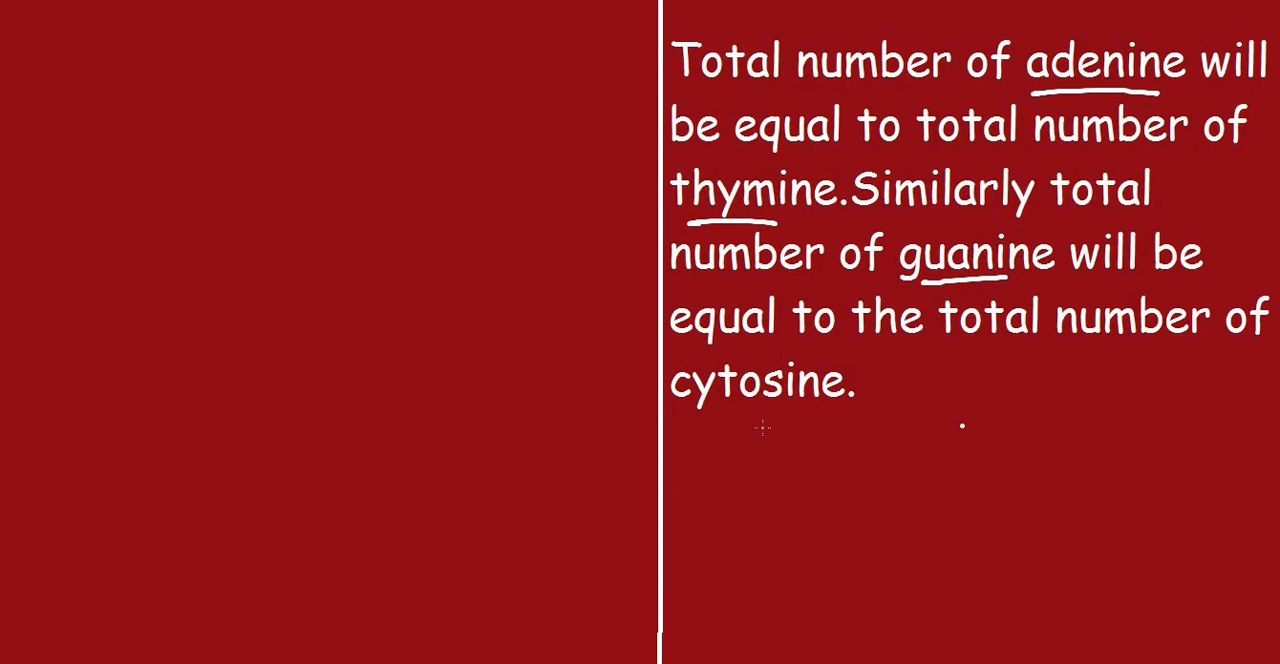 Total number of adenine will
be equal to total number of
thymine.Similarly total
number of guanine will be
equal to the total number of
cytosine.